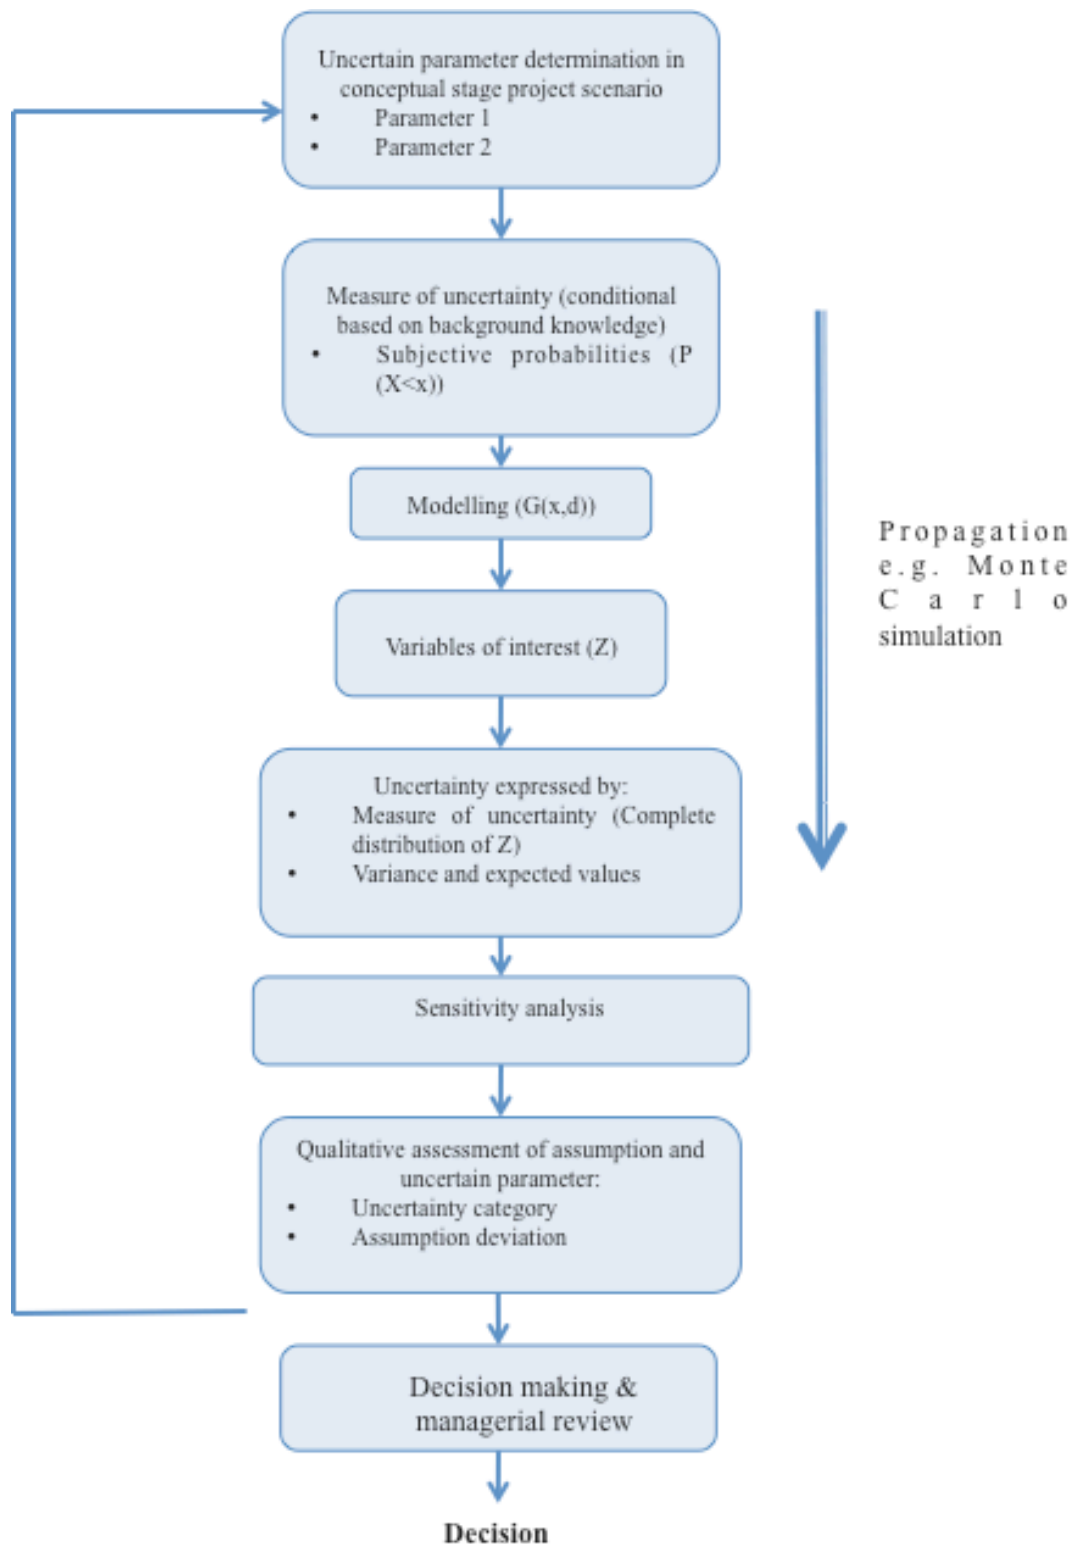 Uncertain parameter determination in
conceptual stage project scenario
• Parameter 1
• Parameter 2
Measure of uncertainty (conditional
based on background knowledge)
• Subjective probabilities (P
(X<x))
Modelling (G(x,d))
Propagation
e.g. Monte
Carlo
simulation
Variables of interest (Z)
Uncertainty expressed by:
• Measure of uncertainty (Complete
distribution of Z)
• Variance and expected values
Sensitivity analysis
Qualitative assessment of assumption and
uncertain parameter:
• Uncertainty category
• Assumption deviation
Decision making &
managerial review
Decision